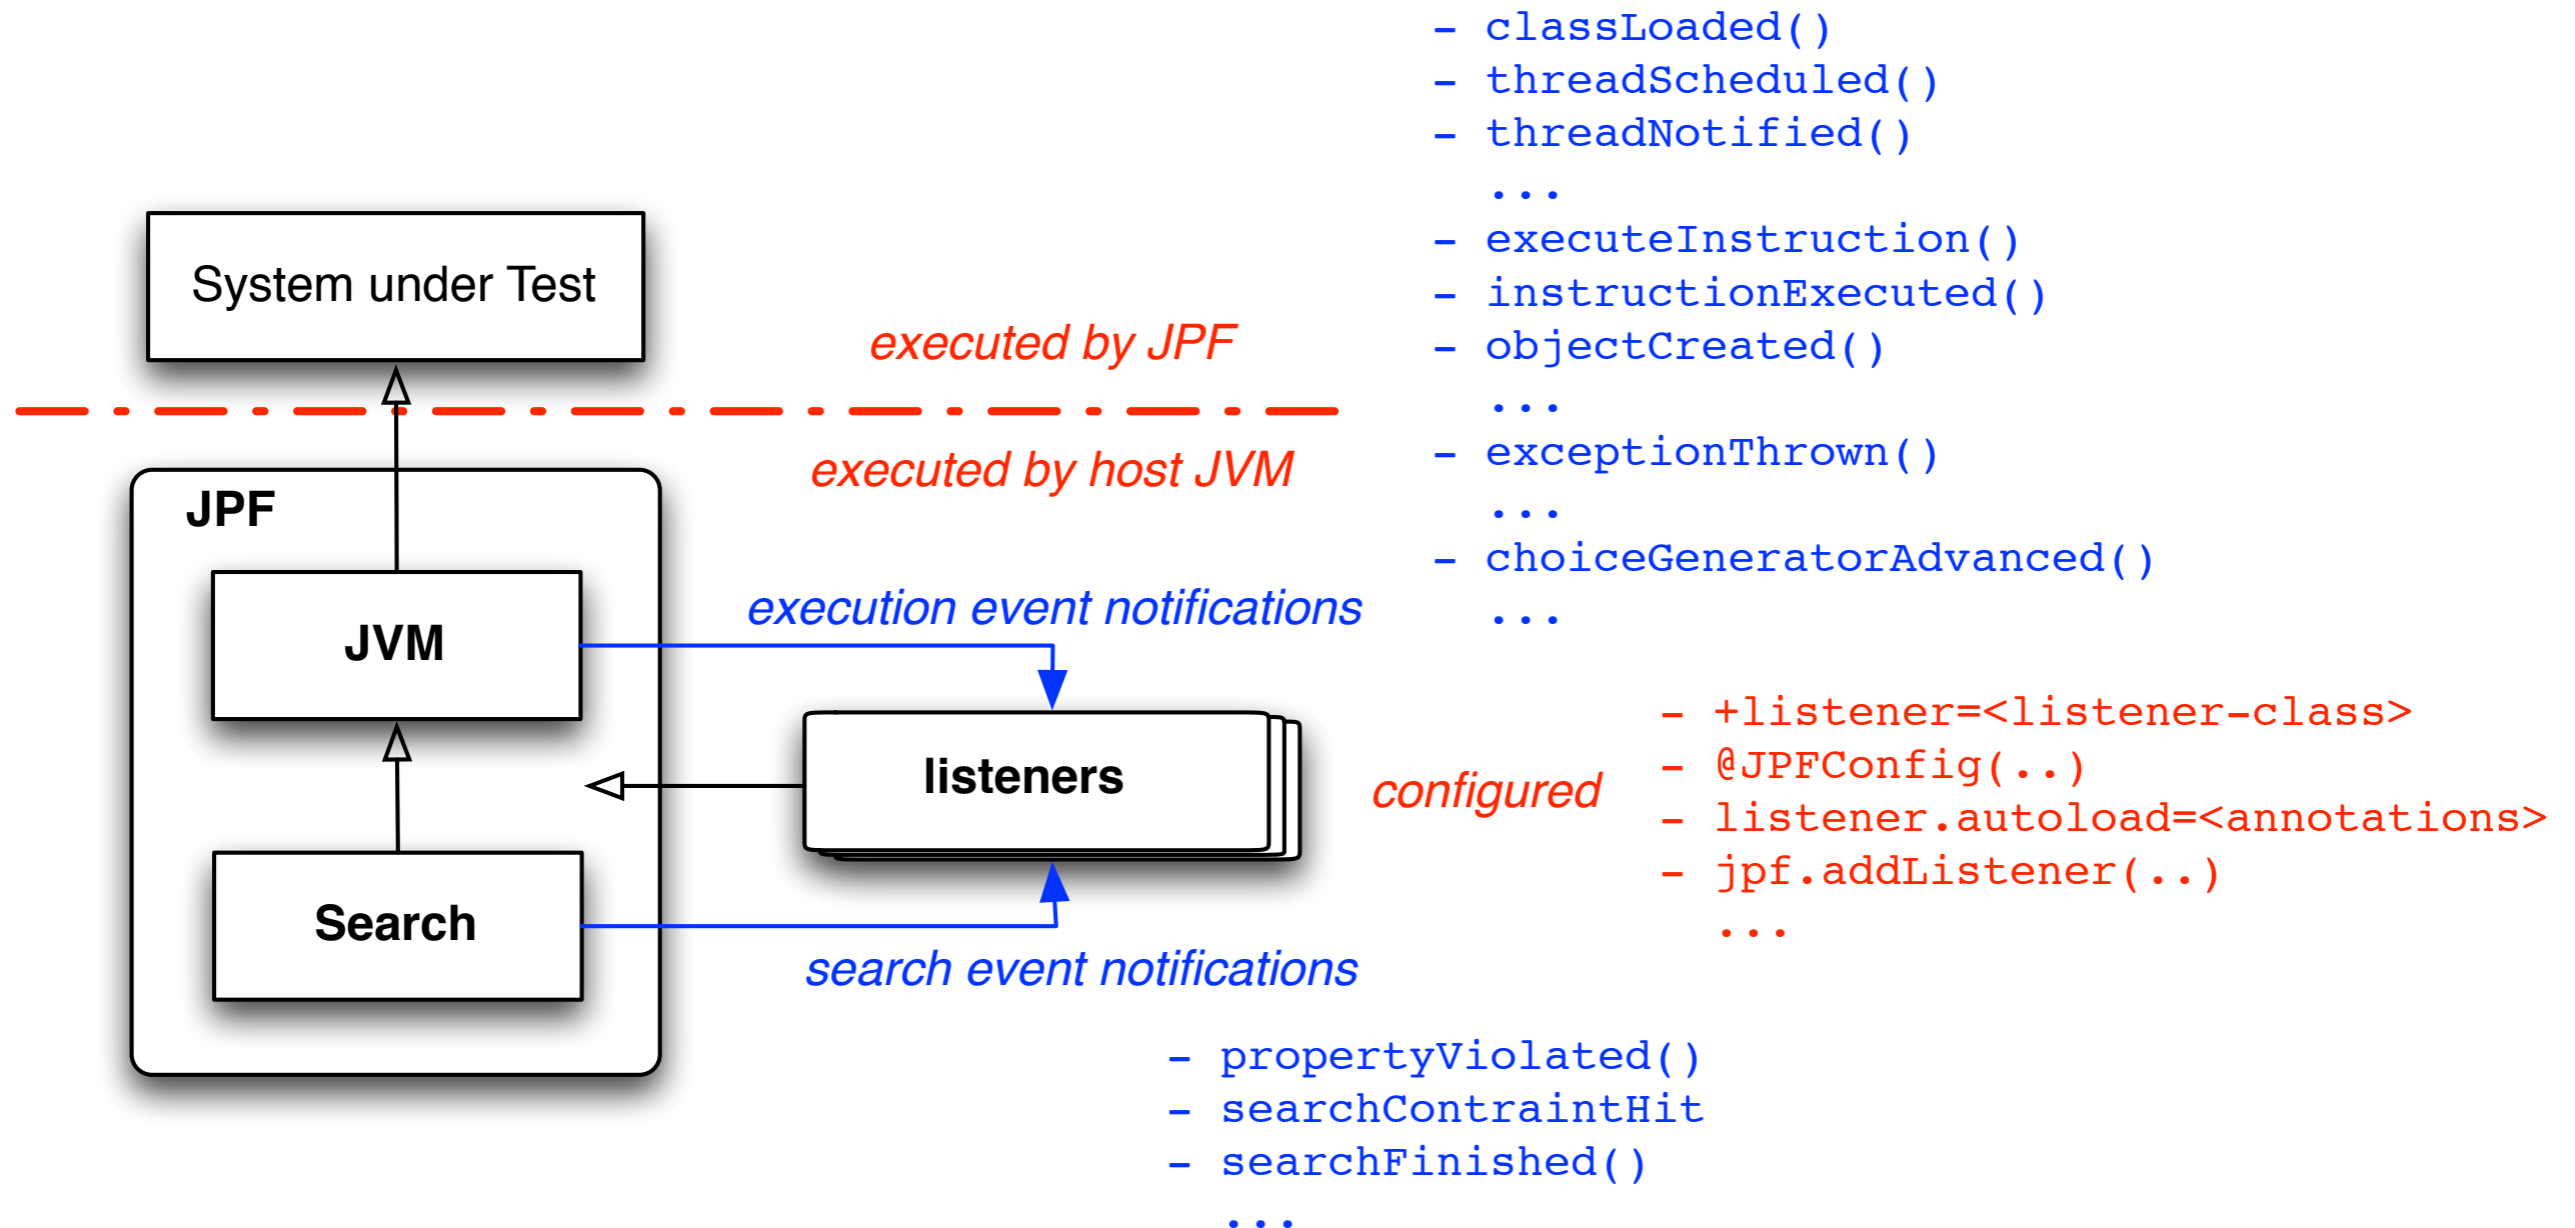 - classLoaded()
- threadScheduled()
- threadNotified()
...
- executeInstruction()
- instructionExecuted()
- objectCreated()
...
- exceptionThrown()
...
- choiceGeneratorAdvanced()
...
System under Test
executed by JPF
executed by host JVM
JPF
JVM
execution event notifications
listeners
configured
- +listener=<listener-class>
- @JPFConfig(..)
- listener.autoload=<annotations>
- jpf.addListener(..)
...
Search
search event notifications
- propertyViolated()
- searchContraintHit
- searchFinished()
...